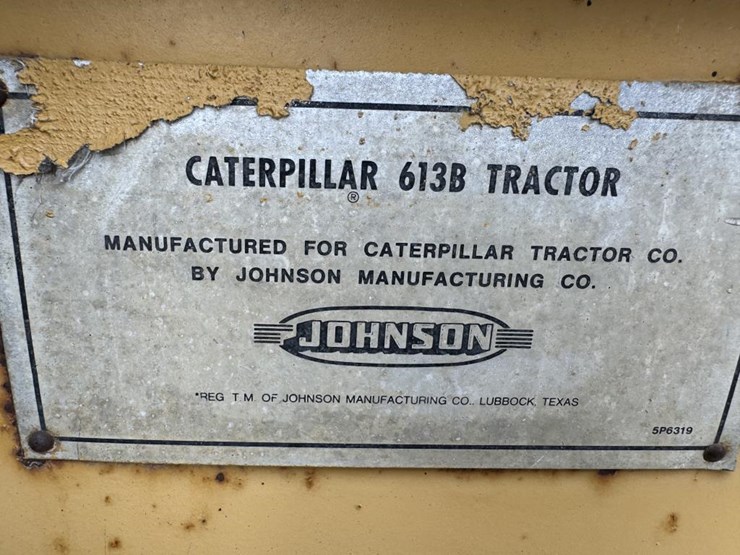 CATERPILLAR 613B TRACTOR
®
MANUFACTURED FOR CATERPILLAR TRACTOR CO.
BY JOHNSON MANUFACTURING CO.
JOHNSON
*REG T.M. OF JOHNSON MANUFACTURING CO., LUBBOCK, TEXAS
5P6319